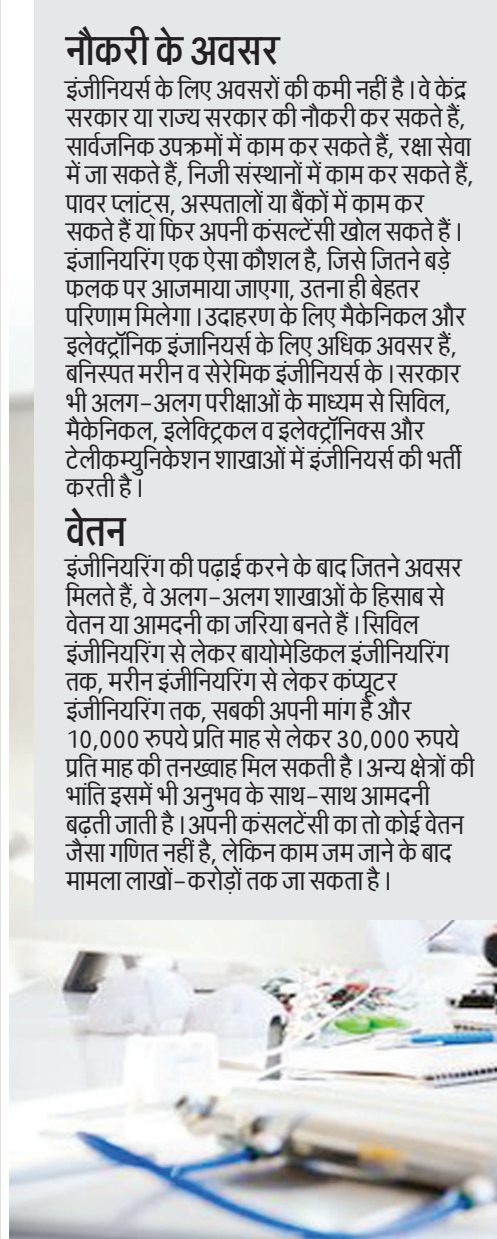 नौकरी के अवसर
इंजीनियर्स के लिए अवसरों की कमी नहीं है। वे केंद्र
सरकार या राज्य सरकार की नौकरी कर सकते हैं,
सार्वजनिक उपक्रमों में काम कर सकते हैं, रक्षा सेवा
में जा सकते हैं, निजी संस्थानों में काम कर सकते हैं,
पावर प्लांट्स, अस्पतालों या बैंकों में काम कर
सकते हैं या फिर अपनी कंसल्टेंसी खोल सकते हैं।
इंजानियरिंग एक ऐसा कौशल है, जिसे जितने बड़े
फलक पर आजमाया जाएगा, उतना ही बेहतर
परिणाम मिलेगा। उदाहरण के लिए मैकेनिकल और
इलेक्ट्रॉनिक इंजानियर्स के लिए अधिक अवसर हैं,
बनिस्पत मरीन व सेरेमिक इंजीनियर्स के। सरकार
भी अलग-अलग परीक्षाओं के माध्यम से सिविल,
मैकेनिकल, इलेक्ट्रिकल व इलेक्ट्रॉनिक्स और
टेलीकम्युनिकेशन शाखाओं में इंजीनियर्स की भर्ती
करती है।
वेतन
इंजीनियरिंग की पढ़ाई करने के बाद जितने अवसर
मिलते हैं, वे अलग-अलग शाखाओं के हिसाब से
वेतन या आमदनी का जरिया बनते हैं। सिविल
इंजीनियरिंग से लेकर बायोमेडिकल इंजीनियरिंग
तक, मरीन इंजीनियरिंग से लेकर कंप्यूटर
इंजीनियरिंग तक, सबकी अपनी मांग है और
10,000 रुपये प्रति माह से लेकर 30,000 रुपये
प्रति माह की तनख्वाह मिल सकती है। अन्य क्षेत्रों की
भांति इसमें भी अनुभव के साथ-साथ आमदनी
बढ़ती जाती है। अपनी कंसलटेंसी का तो कोई वेतन
जैसा गणित नहीं है, लेकिन काम जम जाने के बाद
मामला लाखों-करोड़ों तक जा सकता है।